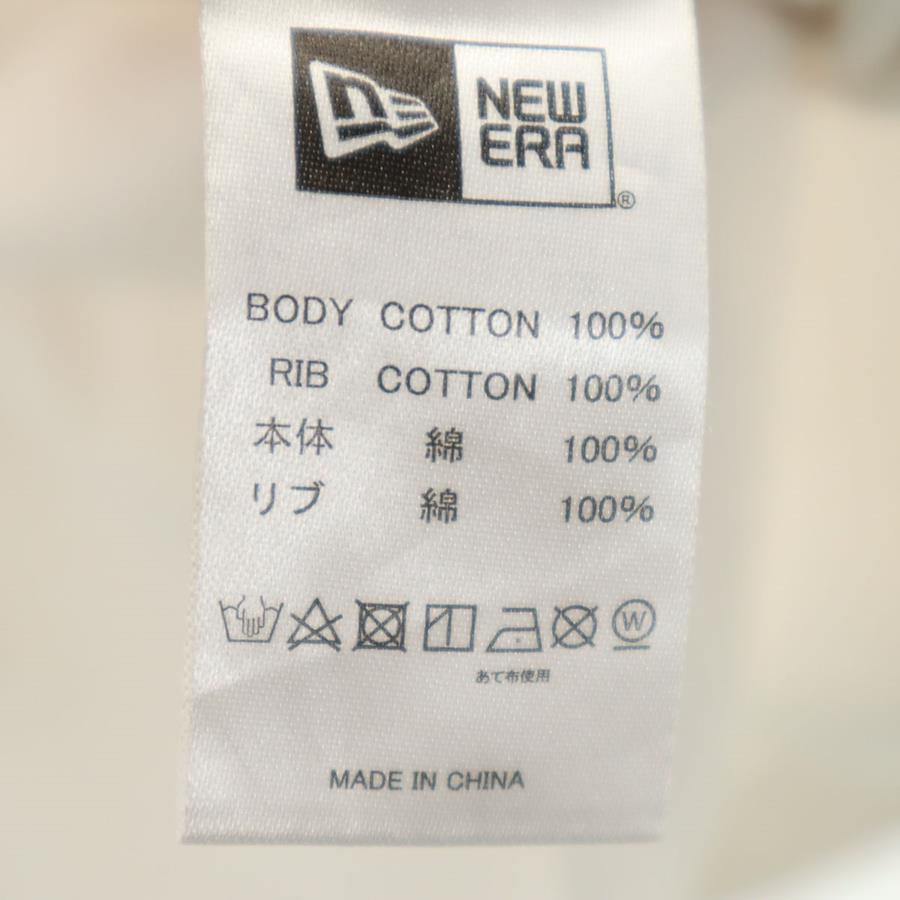 NEW
ERA
®
BODY COTTON 100%
RIB COTTON 100%
本体 綿 100%
リブ 綿 100%
W
あて布使用
MADE IN CHINA